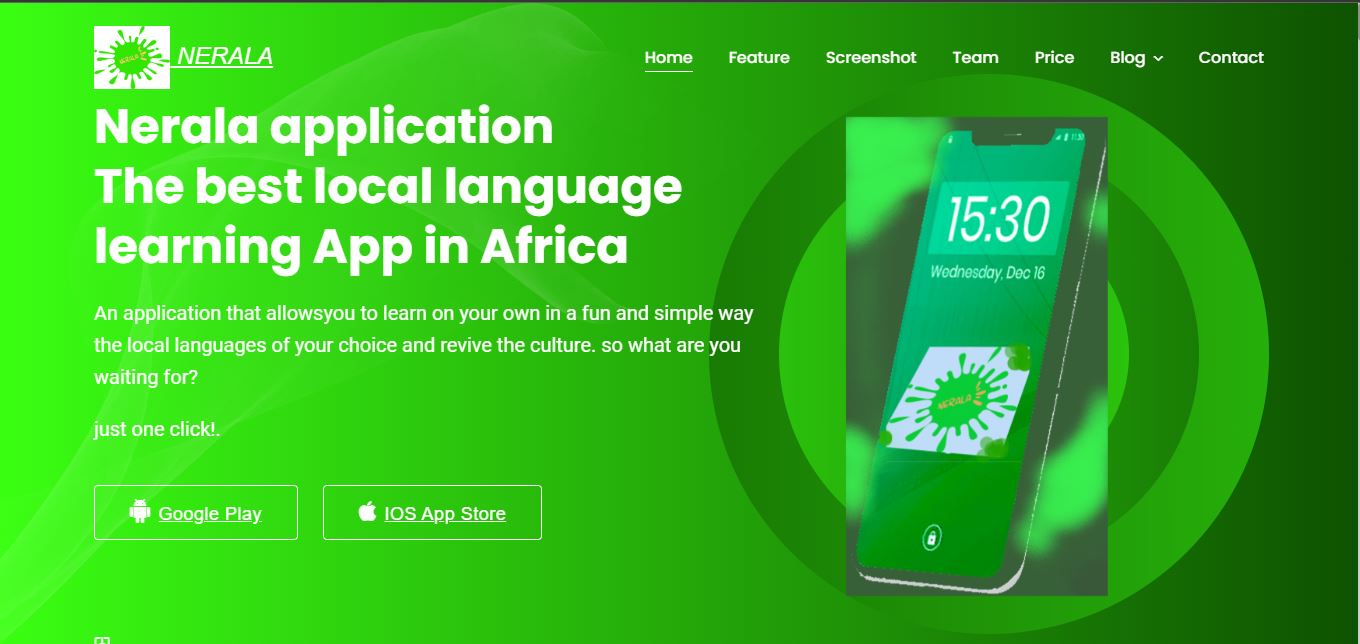 NERALA
NERALA
Home Feature Screenshot Team Price Blog Contact
Nerala application
The best local language
learning App in Africa
An application that allowsyou to learn on your own in a fun and simple way
the local languages of your choice and revive the culture. so what are you
waiting for?
just one click!.
Google Play
IOS App Store
11:30
15:30
Wednesday, Dec 16
NERALA